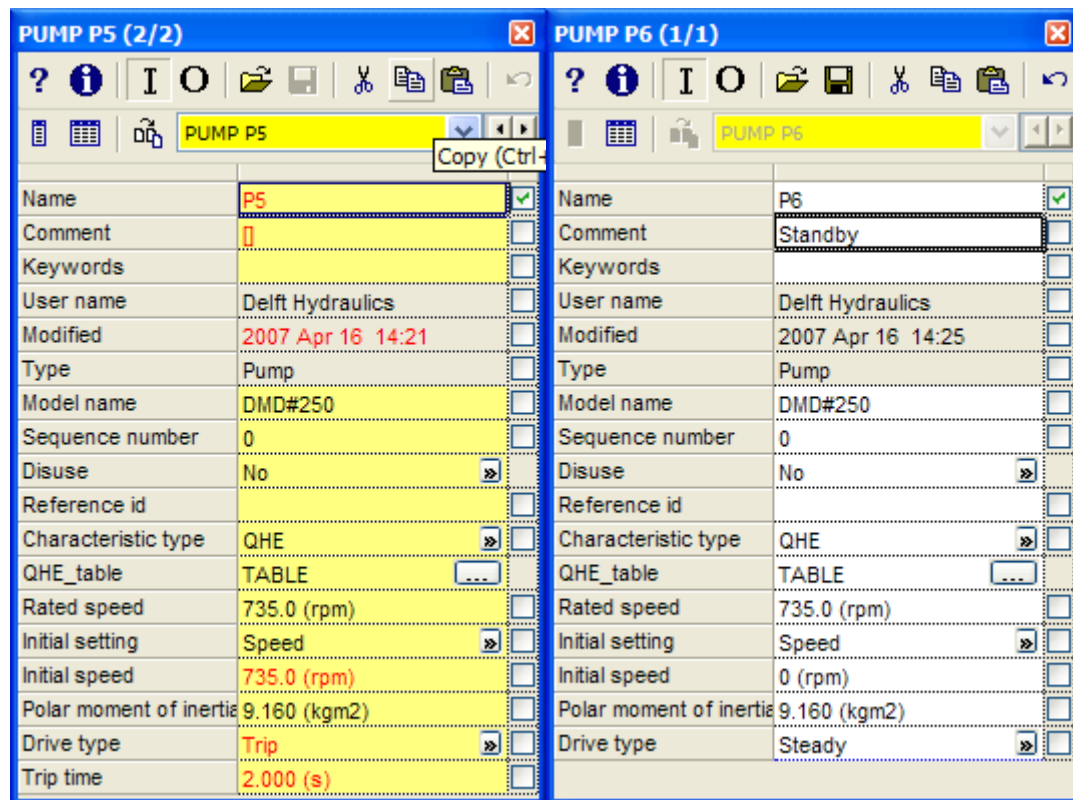 PUMP P5 (2/2)
? I O
PUMP P5
Copy (Ctrl+
Name P5
Comment []
Keywords
User name Delft Hydraulics
Modified 2007 Apr 16 14:21
Type Pump
Model name DMD#250
Sequence number 0
Disuse No
Reference id
Characteristic type QHE
QHE_table TABLE ...
Rated speed 735.0 (rpm)
Initial setting Speed
Initial speed 735.0 (rpm)
Polar moment of inertia 9.160 (kgm2)
Drive type Trip
Trip time 2.000 (s)
PUMP P6 (1/1)
? I O
PUMP P6
Name P6
Comment Standby
Keywords
User name Delft Hydraulics
Modified 2007 Apr 16 14:25
Type Pump
Model name DMD#250
Sequence number 0
Disuse No
Reference id
Characteristic type QHE
QHE_table TABLE ...
Rated speed 735.0 (rpm)
Initial setting Speed
Initial speed 0 (rpm)
Polar moment of inertia 9.160 (kgm2)
Drive type Steady